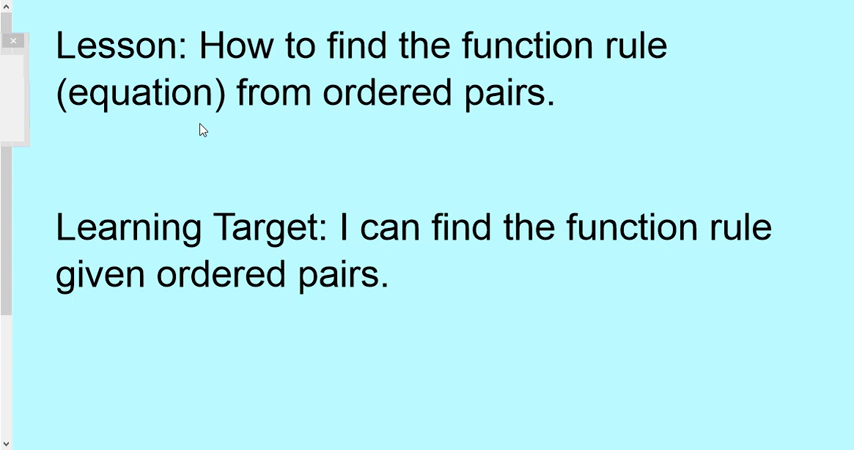 Lesson: How to find the function rule
(equation) from ordered pairs.
Learning Target: I can find the function rule
given ordered pairs.